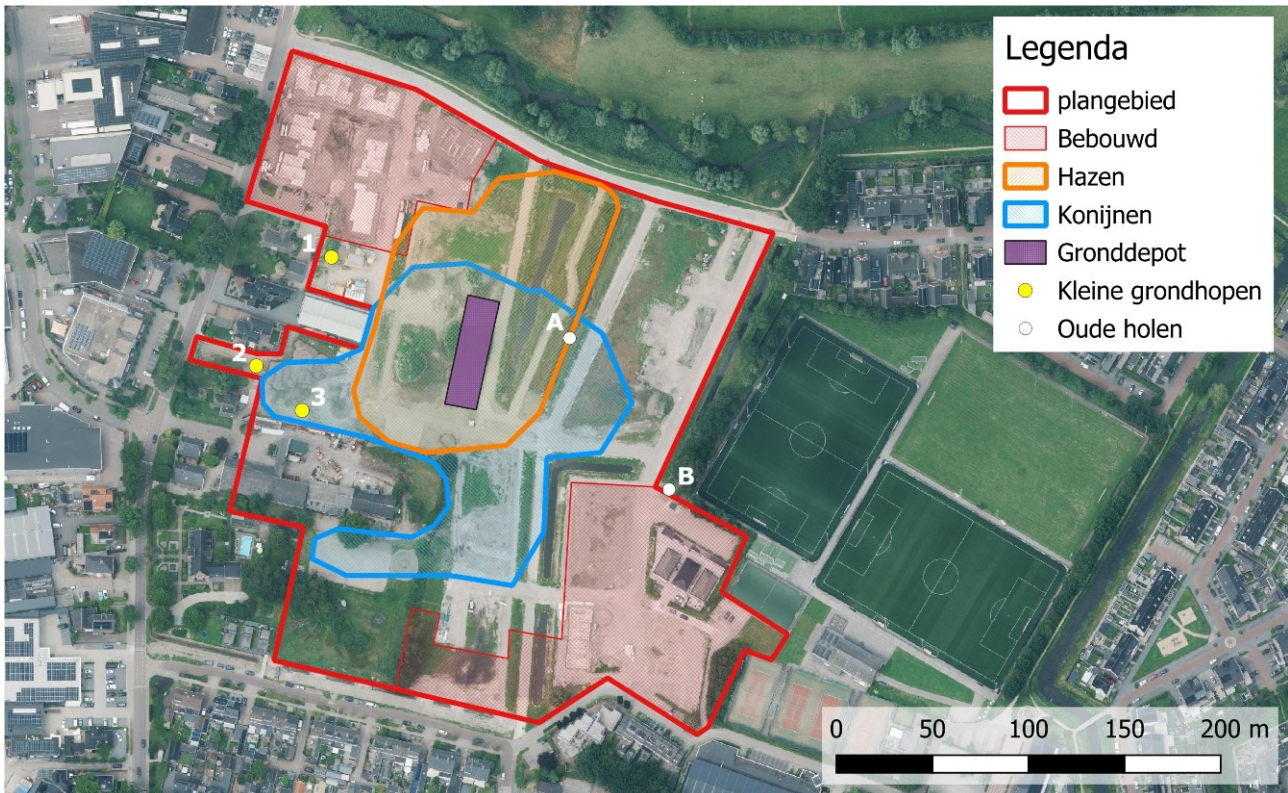 Legenda
plangebied
Bebouwd
Hazen
Konijnen
Gronddepot
Kleine grondhopen
Oude holen
1
A
2
3
B
0 50 100 150 200 m